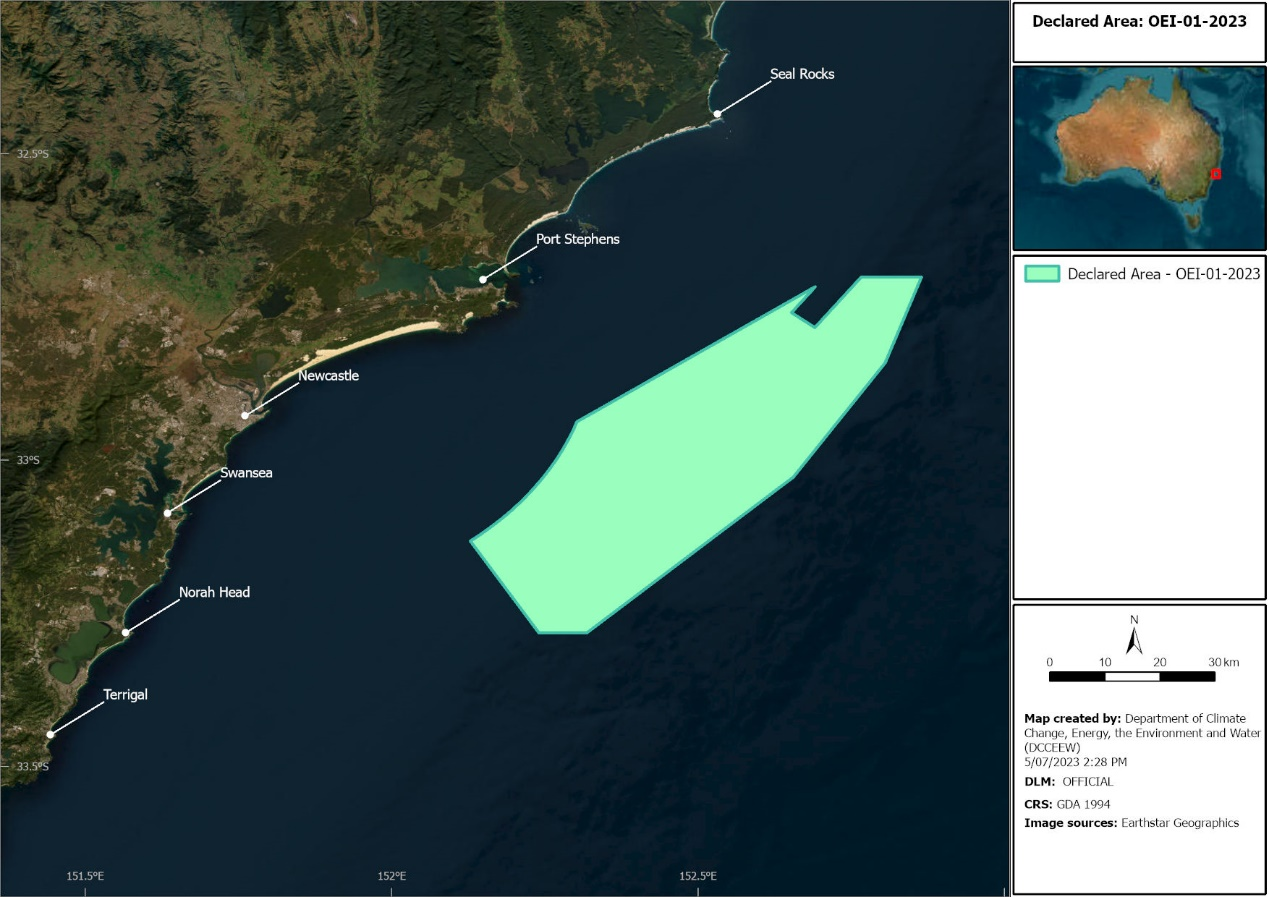 Declared Area: OEI-01-2023
Seal Rocks
32.5°S
Port Stephens
Newcastle
33°S
Swansea
Norah Head
Terrigal
33.5°S
151.5°E
152°E
152.5°E
Declared Area - OEI-01-2023
N
0 10 20 30 km
Map created by: Department of Climate
Change, Energy, the Environment and Water
(DCCEEW)
5/07/2023 2:28 PM
DLM: OFFICIAL
CRS: GDA 1994
Image sources: Earthstar Geographics